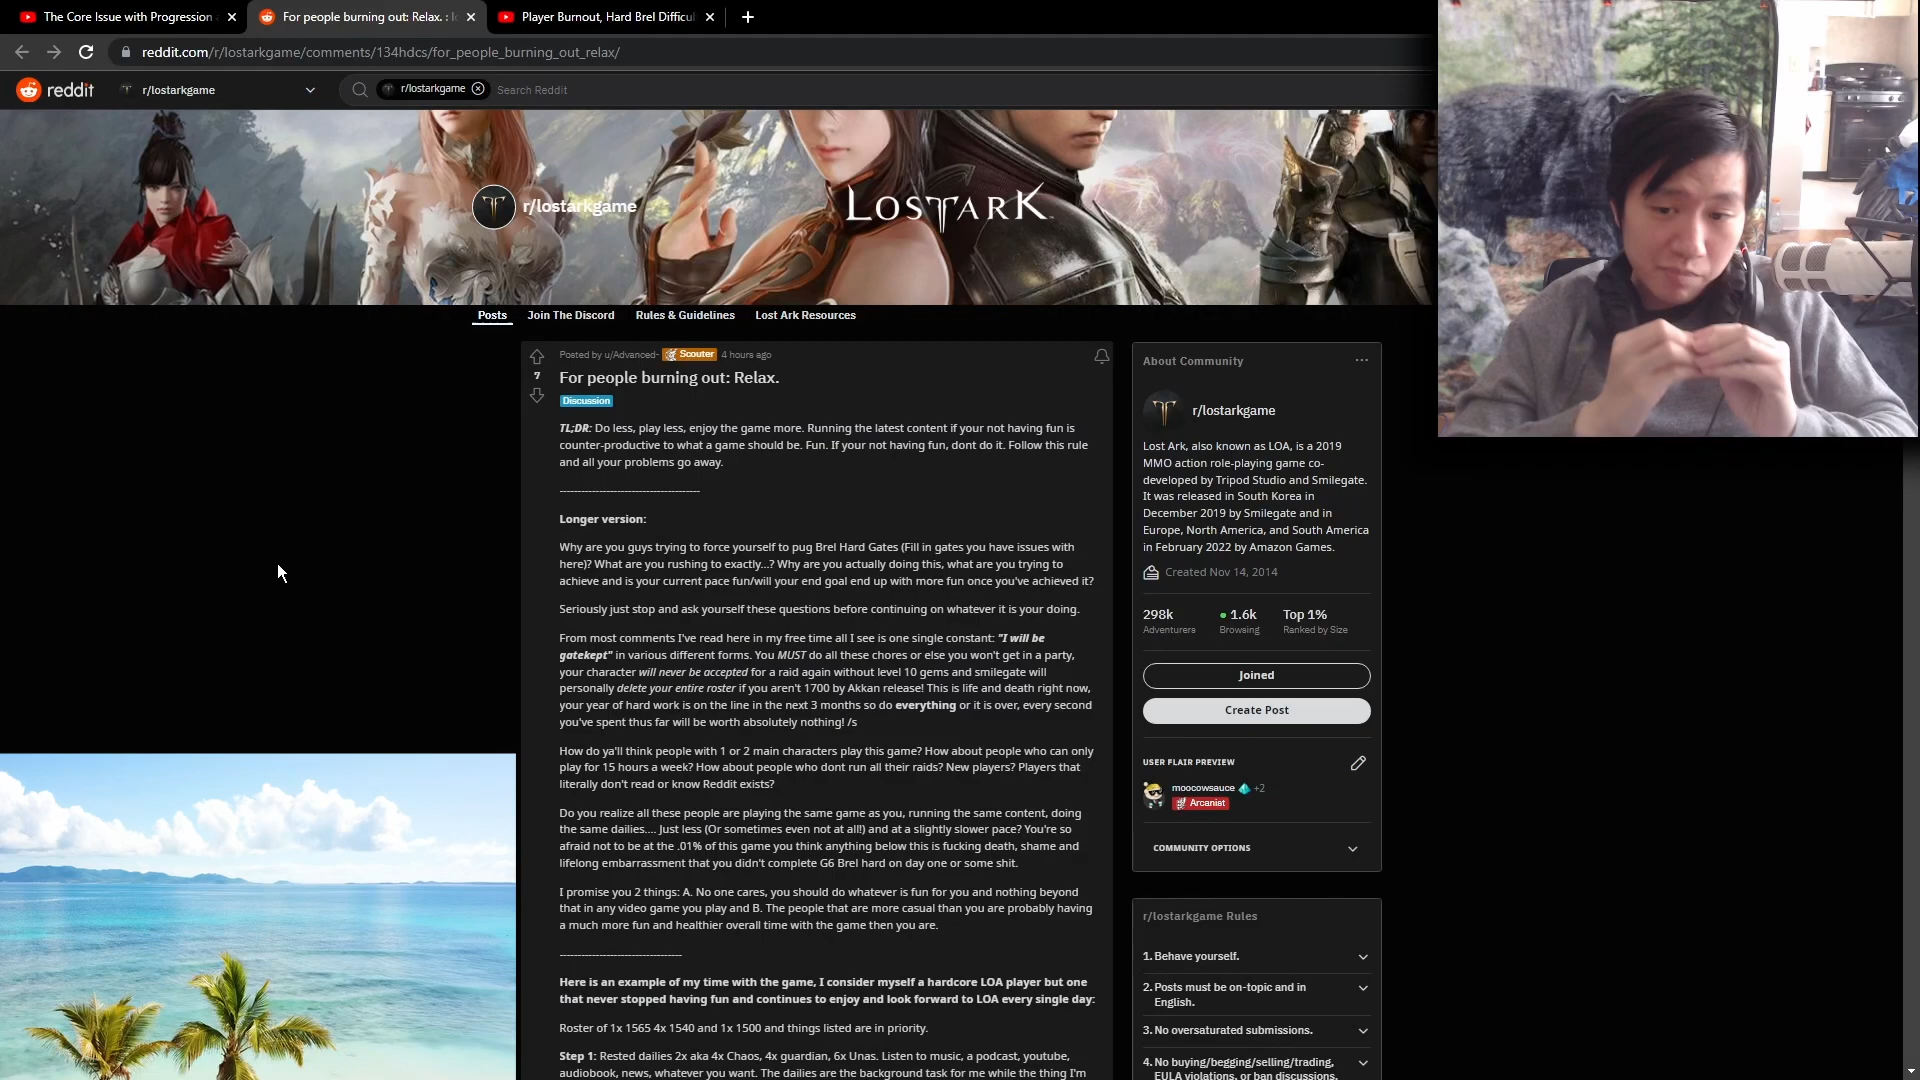 The Core Issue with Progression
For people burning out: Relax. : lo
Player Burnout, Hard Brel Difficul
reddit.com/r/lostarkgame/comments/134hdcs/for_people_burning_out_relax/
reddit
r/lostarkgame
r/lostarkgame
Search Reddit
r/lostarkgame
LOSTARK
Posts
Join The Discord
Rules & Guidelines
Lost Ark Resources
Posted by u/Advanced- Scouter 4 hours ago
7
For people burning out: Relax.
Discussion
TL;DR: Do less, play less, enjoy the game more. Running the latest content if your not having fun is
counter-productive to what a game should be. Fun. If your not having fun, dont do it. Follow this rule
and all your problems go away.
---------------------------------------
Longer version:
Why are you guys trying to force yourself to pug Brel Hard Gates (Fill in gates you have issues with
here)? What are you rushing to exactly...? Why are you actually doing this, what are you trying to
achieve and is your current pace fun/will your end goal end up with more fun once you've achieved it?
Seriously just stop and ask yourself these questions before continuing on whatever it is your doing.
From most comments I've read here in my free time all I see is one single constant: "I will be
gatekept" in various different forms. You MUST do all these chores or else you won't get in a party,
your character will never be accepted for a raid again without level 10 gems and smilegate will
personally delete your entire roster if you aren't 1700 by Akkan release! This is life and death right now,
your year of hard work is on the line in the next 3 months so do everything or it is over, every second
you've spent thus far will be worth absolutely nothing! /s
How do ya'll think people with 1 or 2 main characters play this game? How about people who can only
play for 15 hours a week? How about people who dont run all their raids? New players? Players that
literally don't read or know Reddit exists?
Do you realize all these people are playing the same game as you, running the same content, doing
the same dailies.... Just less (Or sometimes even not at all!) and at a slightly slower pace? You're so
afraid not to be at the .01% of this game you think anything below this is fucking death, shame and
lifelong embarrassment that you didn't complete G6 Brel hard on day one or some shit.
I promise you 2 things: A. No one cares, you should do whatever is fun for you and nothing beyond
that in any video game you play and B. The people that are more casual than you are probably having
a much more fun and healthier overall time with the game then you are.
----------------------------------
Here is an example of my time with the game, I consider myself a hardcore LOA player but one
that never stopped having fun and continues to enjoy and look forward to LOA every single day:
Roster of 1x 1565 4x 1540 and 1x 1500 and things listed are in priority.
Step 1: Rested dailies 2x aka 4x Chaos, 4x guardian, 6x Unas. Listen to music, a podcast, youtube,
audiobook, news, whatever you want. The dailies are the background task for me while the thing I'm
About Community
r/lostarkgame
Lost Ark, also known as LOA, is a 2019
MMO action role-playing game co-
developed by Tripod Studio and Smilegate.
It was released in South Korea in
December 2019 by Smilegate and in
Europe, North America, and South America
in February 2022 by Amazon Games.
Created Nov 14, 2014
298k
Adventurers
1.6k
Browsing
Top 1%
Ranked by Size
Joined
Create Post
USER FLAIR PREVIEW
moocowsauce +2
Arcanist
COMMUNITY OPTIONS
r/lostarkgame Rules
1. Behave yourself.
2. Posts must be on-topic and in
English.
3. No oversaturated submissions.
4. No buying/begging/selling/trading,
EULA violations, or ban discussions.